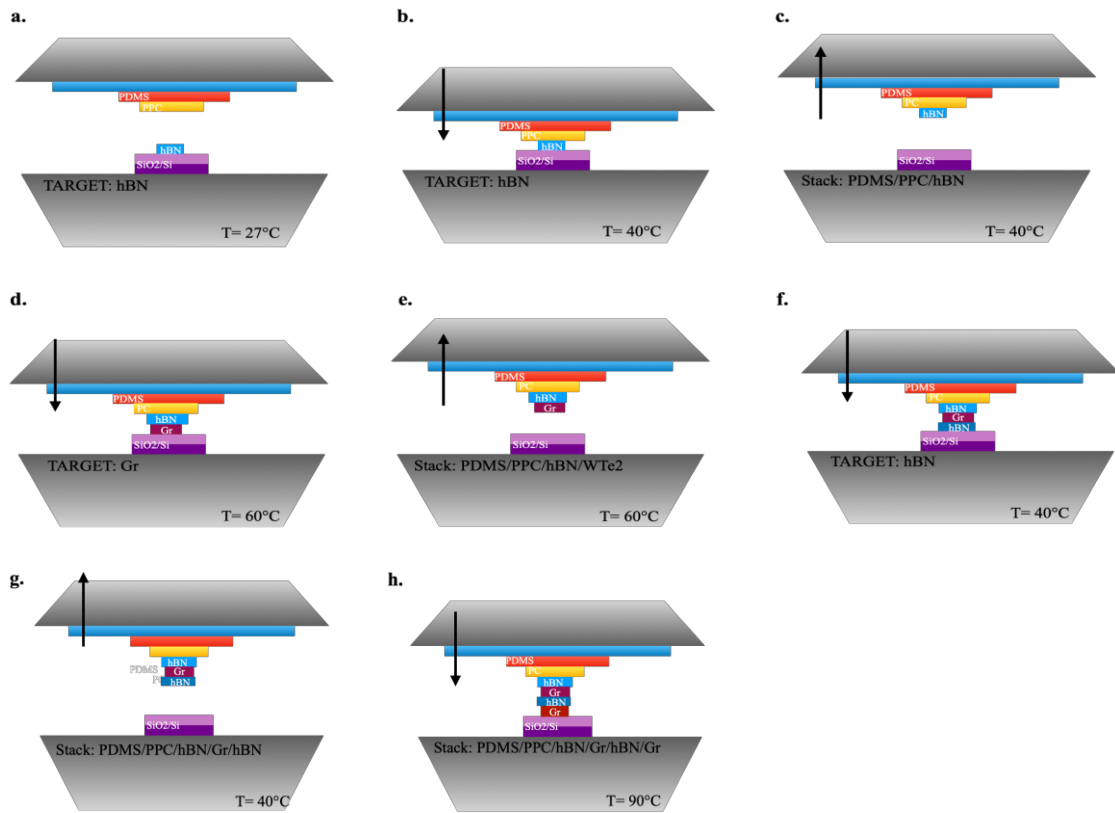 a.
PDMS
PPC
hBN
SiO2/Si
TARGET: hBN
T= 27°C
b.
PDMS
PPC
hBN
SiO2/Si
TARGET: hBN
T= 40°C
c.
PDMS
PC
hBN
SiO2/Si
Stack: PDMS/PPC/hBN
T= 40°C
d.
PDMS
PC
hBN
Gr
SiO2/Si
TARGET: Gr
T= 60°C
e.
PDMS
PC
hBN
Gr
SiO2/Si
Stack: PDMS/PPC/hBN/WTe2
T= 60°C
f.
PDMS
PC
hBN
Gr
hBN
SiO2/Si
TARGET: hBN
T= 40°C
g.
hBN
PDMS
Gr
hBN
SiO2/Si
Stack: PDMS/PPC/hBN/Gr/hBN
T= 40°C
h.
PDMS
PC
hBN
Gr
hBN
Gr
SiO2/Si
Stack: PDMS/PPC/hBN/Gr/hBN/Gr
T= 90°C